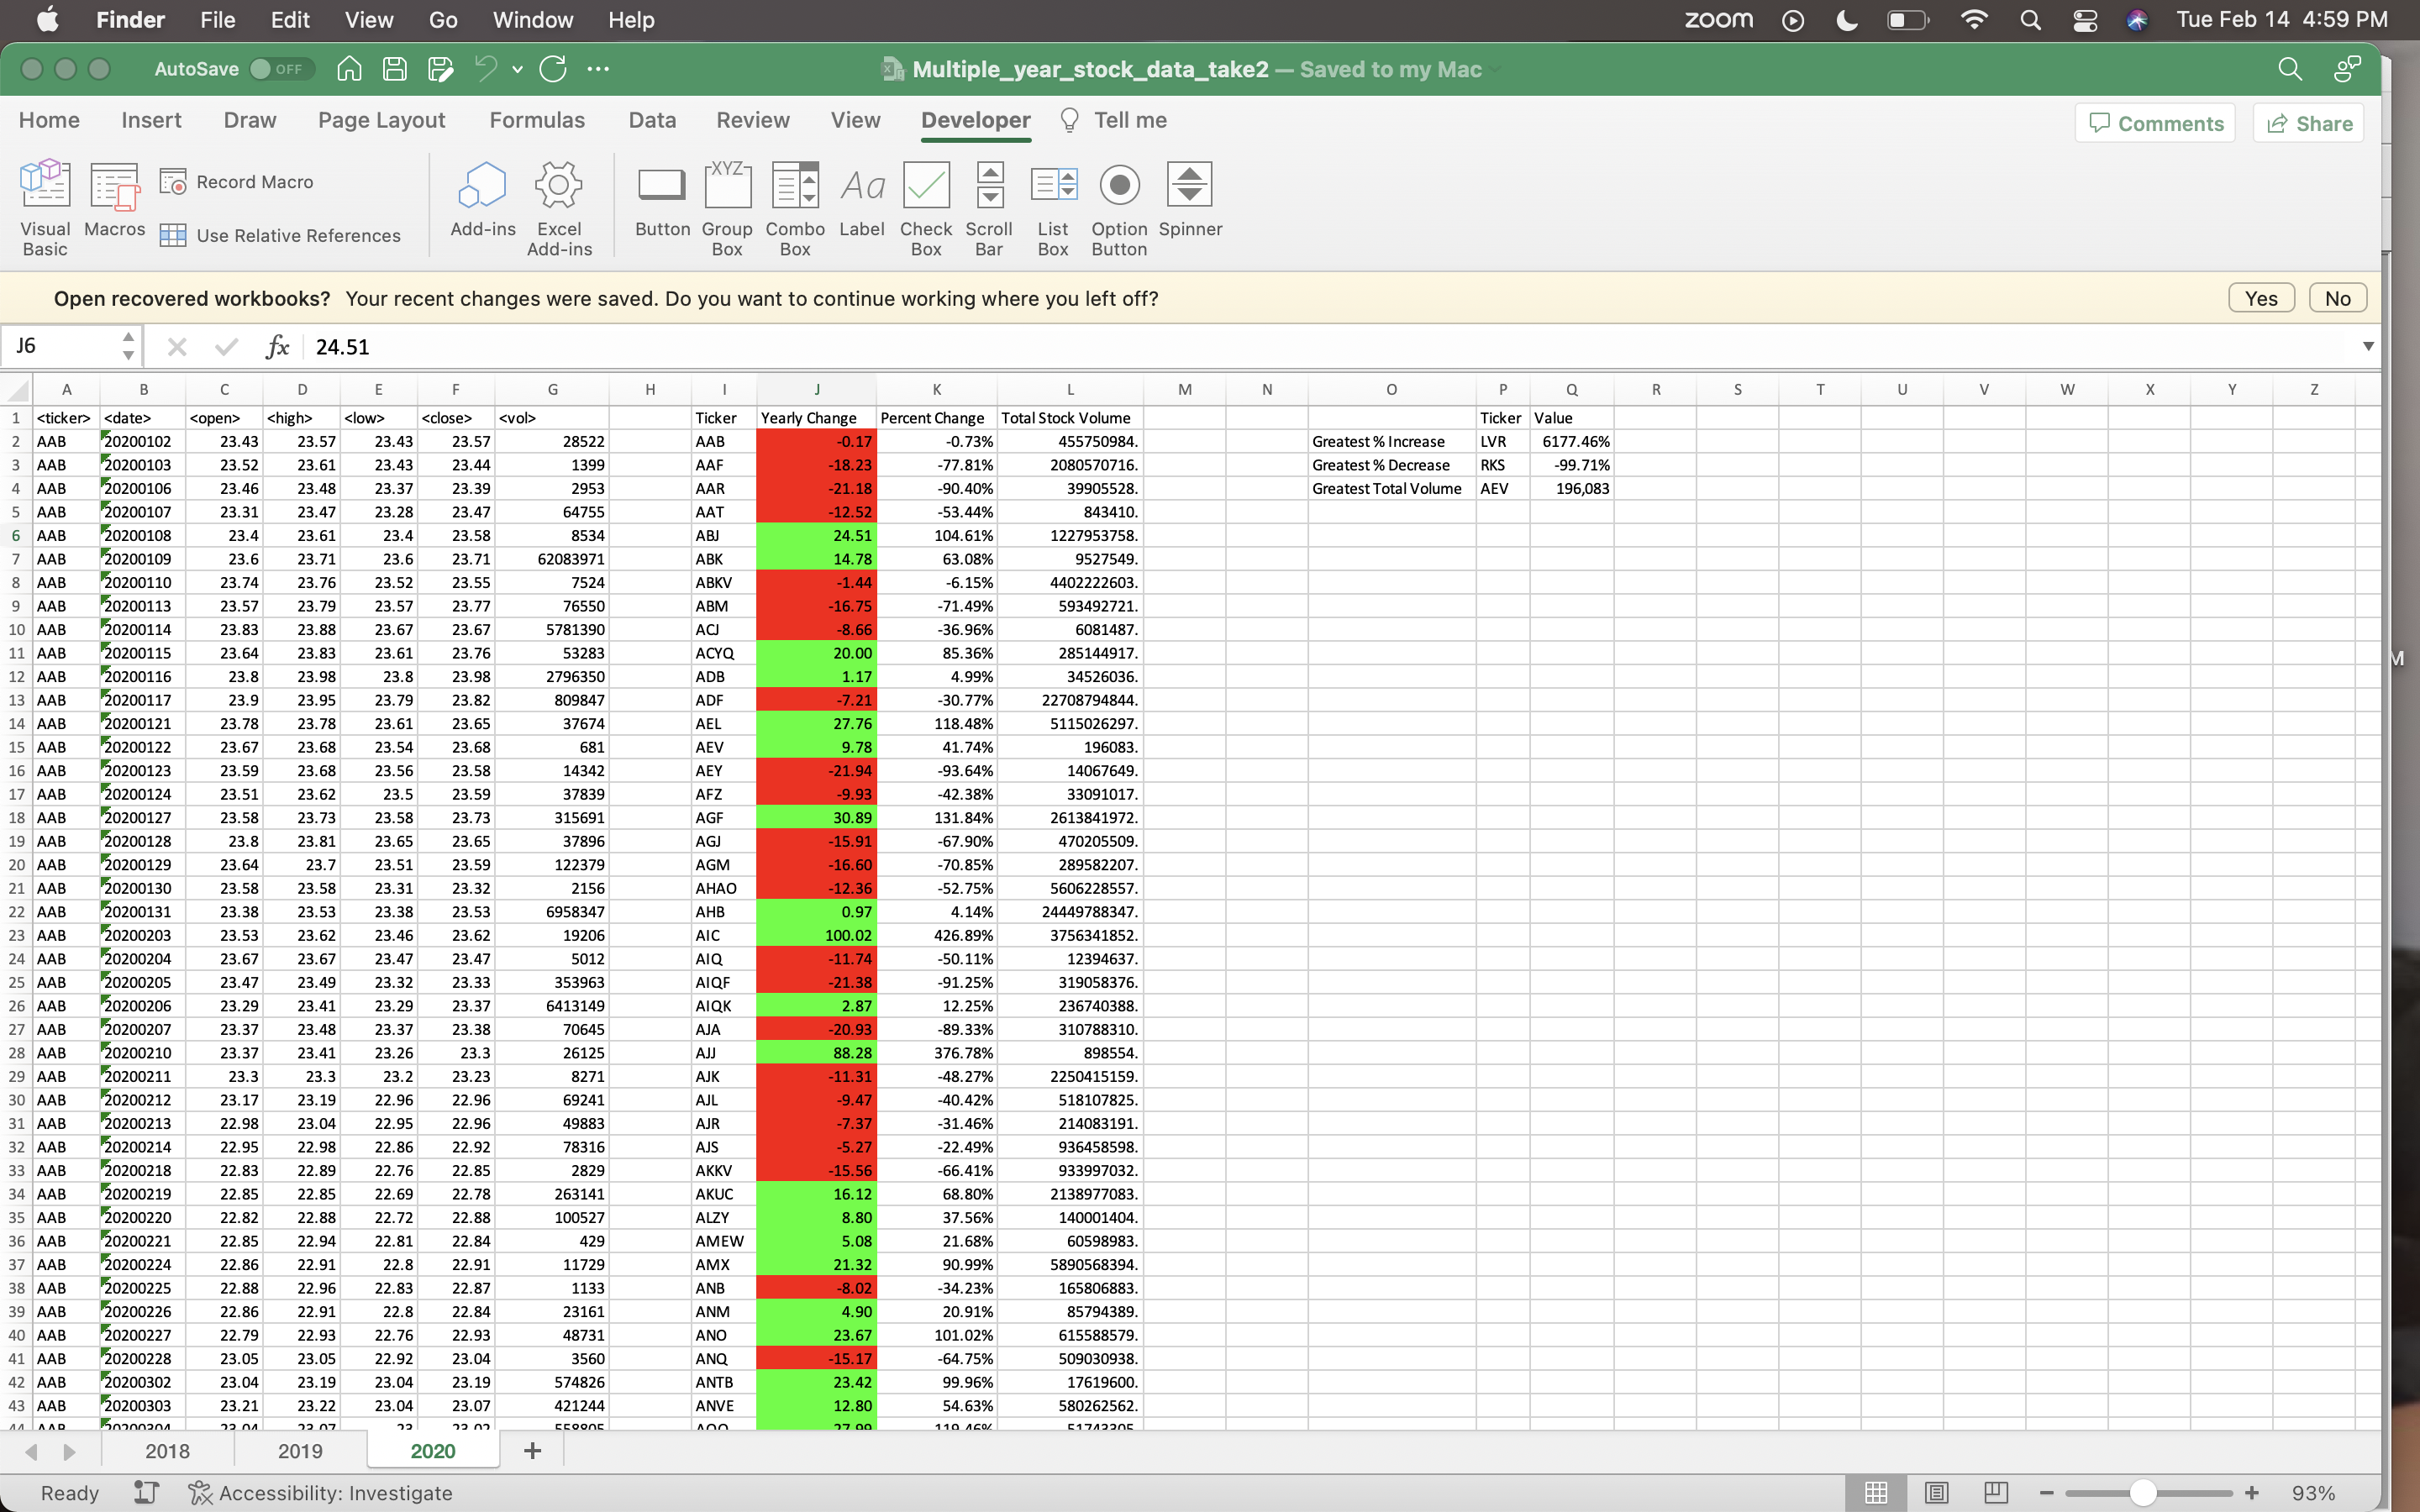 Finder File Edit View Go Window Help zoom Tue Feb 14 4:59 PM
AutoSave OFF Multiple_year_stock_data_take2 — Saved to my Mac
Home Insert Draw Page Layout Formulas Data Review View Developer Tell me Comments Share
Visual Basic Macros Record Macro Use Relative References Add-ins Excel Add-ins Button Group Box XYZ Combo Box Aa Label Check Box Scroll Bar List Box Option Button Spinner
Open recovered workbooks? Your recent changes were saved. Do you want to continue working where you left off? Yes No
J6 fx 24.51
A B C D E F G H I J K L M N O P Q R S T U V W X Y Z
1 <ticker> <date> <open> <high> <low> <close> <vol> Ticker Yearly Change Percent Change Total Stock Volume Ticker Value
2 AAB 20200102 23.43 23.57 23.43 23.57 28522 AAB -0.17 -0.73% 455750984. Greatest % Increase LVR 6177.46%
3 AAB 20200103 23.52 23.61 23.43 23.44 1399 AAF -18.23 -77.81% 2080570716. Greatest % Decrease RKS -99.71%
4 AAB 20200106 23.46 23.48 23.37 23.39 2953 AAR -21.18 -90.40% 39905528. Greatest Total Volume AEV 196,083
5 AAB 20200107 23.31 23.47 23.28 23.47 64755 AAT -12.52 -53.44% 843410.
6 AAB 20200108 23.4 23.61 23.4 23.58 8534 ABJ 24.51 104.61% 1227953758.
7 AAB 20200109 23.6 23.71 23.6 23.71 62083971 ABK 14.78 63.08% 9527549.
8 AAB 20200110 23.74 23.76 23.52 23.55 7524 ABKV -1.44 -6.15% 4402222603.
9 AAB 20200113 23.57 23.79 23.57 23.77 76550 ABM -16.75 -71.49% 593492721.
10 AAB 20200114 23.83 23.88 23.67 23.67 5781390 ACJ -8.66 -36.96% 6081487.
11 AAB 20200115 23.64 23.83 23.61 23.76 53283 ACYQ 20.00 85.36% 285144917.
12 AAB 20200116 23.8 23.98 23.8 23.98 2796350 ADB 1.17 4.99% 34526036.
13 AAB 20200117 23.9 23.95 23.79 23.82 809847 ADF -7.21 -30.77% 22708794844.
14 AAB 20200121 23.78 23.78 23.61 23.65 37674 AEL 27.76 118.48% 5115026297.
15 AAB 20200122 23.67 23.68 23.54 23.68 681 AEV 9.78 41.74% 196083.
16 AAB 20200123 23.59 23.68 23.56 23.58 14342 AEY -21.94 -93.64% 14067649.
17 AAB 20200124 23.51 23.62 23.5 23.59 37839 AFZ -9.93 -42.38% 33091017.
18 AAB 20200127 23.58 23.73 23.58 23.73 315691 AGF 30.89 131.84% 2613841972.
19 AAB 20200128 23.8 23.81 23.65 23.65 37896 AGJ -15.91 -67.90% 470205509.
20 AAB 20200129 23.64 23.7 23.51 23.59 122379 AGM -16.60 -70.85% 289582207.
21 AAB 20200130 23.58 23.58 23.31 23.32 2156 AHAO -12.36 -52.75% 5606228557.
22 AAB 20200131 23.38 23.53 23.38 23.53 6958347 AHB 0.97 4.14% 24449788347.
23 AAB 20200203 23.53 23.62 23.46 23.62 19206 AIC 100.02 426.89% 3756341852.
24 AAB 20200204 23.67 23.67 23.47 23.47 5012 AIQ -11.74 -50.11% 12394637.
25 AAB 20200205 23.47 23.49 23.32 23.33 353963 AIQF -21.38 -91.25% 319058376.
26 AAB 20200206 23.29 23.41 23.29 23.37 6413149 AIQK 2.87 12.25% 236740388.
27 AAB 20200207 23.37 23.48 23.37 23.38 70645 AJA -20.93 -89.33% 310788310.
28 AAB 20200210 23.37 23.41 23.26 23.3 26125 AJJ 88.28 376.78% 898554.
29 AAB 20200211 23.3 23.3 23.2 23.23 8271 AJK -11.31 -48.27% 2250415159.
30 AAB 20200212 23.17 23.19 22.96 22.96 69241 AJL -9.47 -40.42% 518107825.
31 AAB 20200213 22.98 23.04 22.95 22.96 49883 AJR -7.37 -31.46% 214083191.
32 AAB 20200214 22.95 22.98 22.86 22.92 78316 AJS -5.27 -22.49% 936458598.
33 AAB 20200218 22.83 22.89 22.76 22.85 2829 AKKV -15.56 -66.41% 933997032.
34 AAB 20200219 22.85 22.85 22.69 22.78 263141 AKUC 16.12 68.80% 2138977083.
35 AAB 20200220 22.82 22.88 22.72 22.88 100527 ALZY 8.80 37.56% 140001404.
36 AAB 20200221 22.85 22.94 22.81 22.84 429 AMEW 5.08 21.68% 60598983.
37 AAB 20200224 22.86 22.91 22.8 22.91 11729 AMX 21.32 90.99% 5890568394.
38 AAB 20200225 22.88 22.96 22.83 22.87 1133 ANB -8.02 -34.23% 165806883.
39 AAB 20200226 22.86 22.91 22.8 22.84 23161 ANM 4.90 20.91% 85794389.
40 AAB 20200227 22.79 22.93 22.76 22.93 48731 ANO 23.67 101.02% 615588579.
41 AAB 20200228 23.05 23.05 22.92 23.04 3560 ANQ -15.17 -64.75% 509030938.
42 AAB 20200302 23.04 23.19 23.04 23.19 574826 ANTB 23.42 99.96% 17619600.
43 AAB 20200303 23.21 23.22 23.04 23.07 421244 ANVE 12.80 54.63% 580262562.
2018 2019 2020 +
Ready Accessibility: Investigate 93%